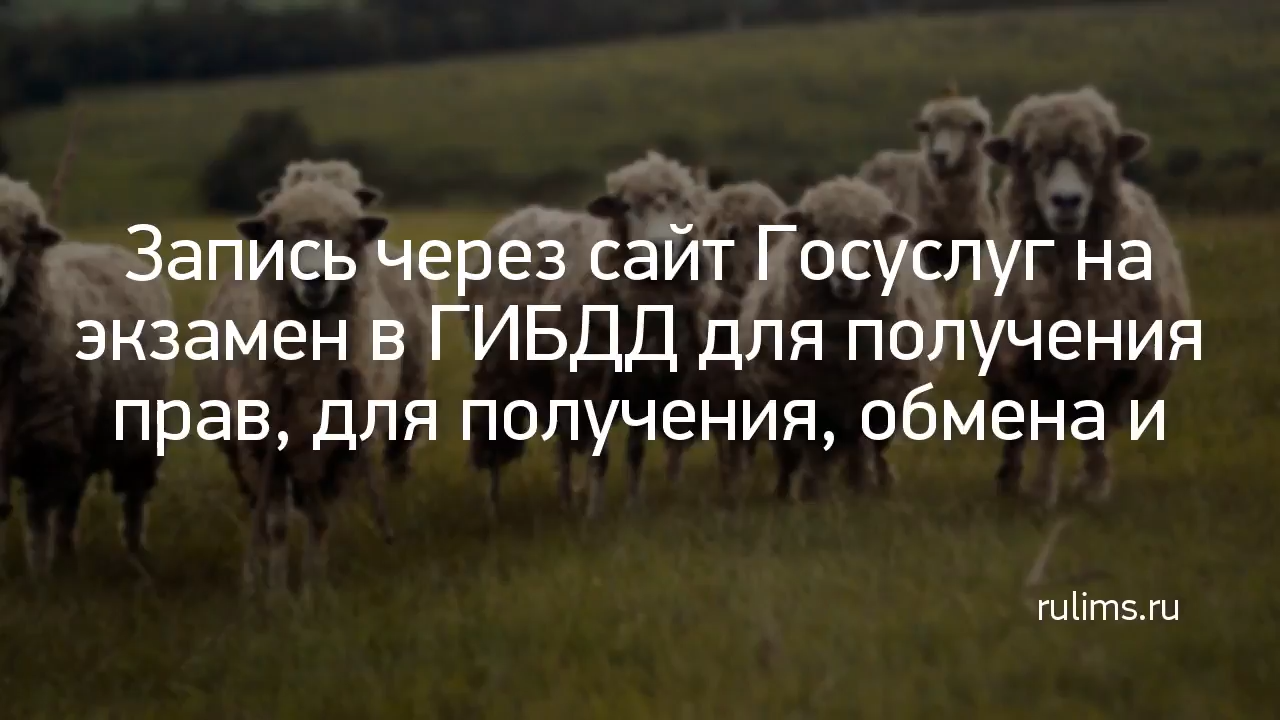 Запись через сайт Госуслуг на
экзамен в ГИБДД для получения
прав, для получения, обмена и
rulims.ru